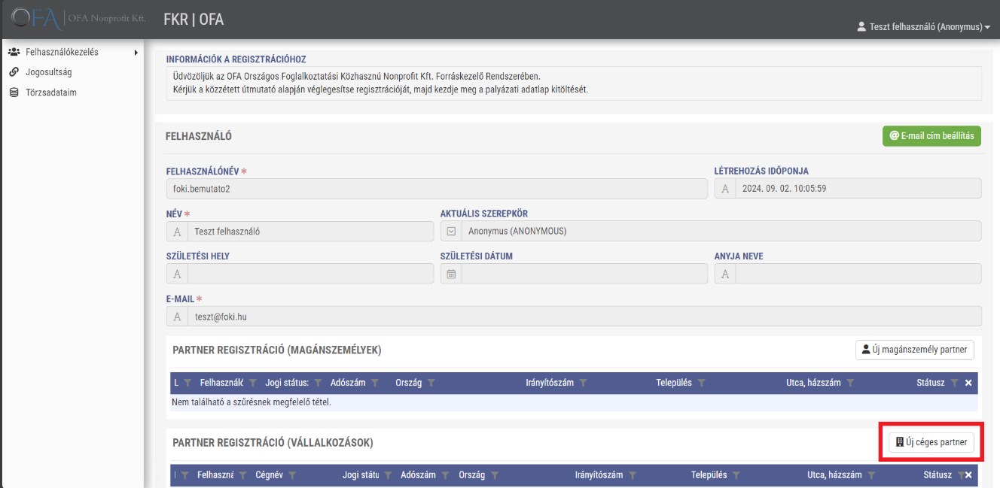 OFA OFA Nonprofit Kft. FKR | OFA
Teszt felhasználó (Anonymus)
Felhasználókezelés
Jogosultság
Törzsadataim
INFORMÁCIÓK A REGISZTRÁCIÓHOZ
Üdvözöljük az OFA Országos Foglalkoztatási Közhasznú Nonprofit Kft. Forráskezelő Rendszerében.
Kérjük a közzétett útmutató alapján véglegesítse regisztrációját, majd kezdje meg a palyázati adatlap kitöltését.
FELHASZNÁLÓ
@ E-mail cím beállítás
FELHASZNÁLÓNÉV *
LÉTREHOZÁS IDŐPONJA
foki.bemutato2
A 2024. 09. 02. 10:05:59
NÉV *
AKTUÁLIS SZEREPKÖR
A Teszt felhasználó
Anonymus (ANONYMOUS)
SZÜLETÉSI HELY
SZÜLETÉSI DÁTUM
ANYJA NEVE
A
A
E-MAIL *
A teszt@foki.hu
PARTNER REGISZTRÁCIÓ (MAGÁNSZEMÉLYEK)
Új magánszemély partner
L Felhasználó Jogi státus: Adószám Ország Irányítószám Település Utca, házszám Státusz
Nem található a szűrésnek megfelelő tétel.
PARTNER REGISZTRÁCIÓ (VÁLLALKOZÁSOK)
Új céges partner
Felhaszná Cégnév Jogi státu Adószám Ország Irányítószám Település Utca, házszám Státusz